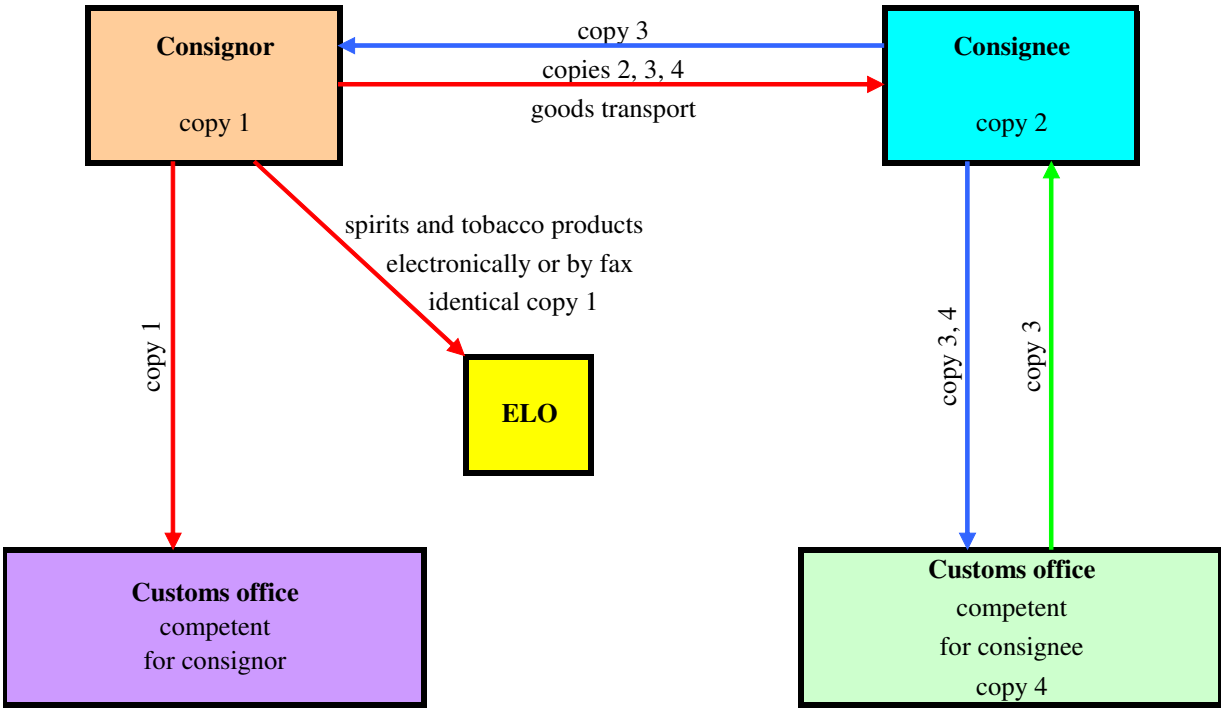 Consignor
copy 1
copy 3
copies 2, 3, 4
goods transport
Consignee
copy 2
spirits and tobacco products
electronically or by fax
identical copy 1
copy 1
ELO
copy 3, 4
copy 3
Customs office
competent
for consignor
Customs office
competent
for consignee
copy 4